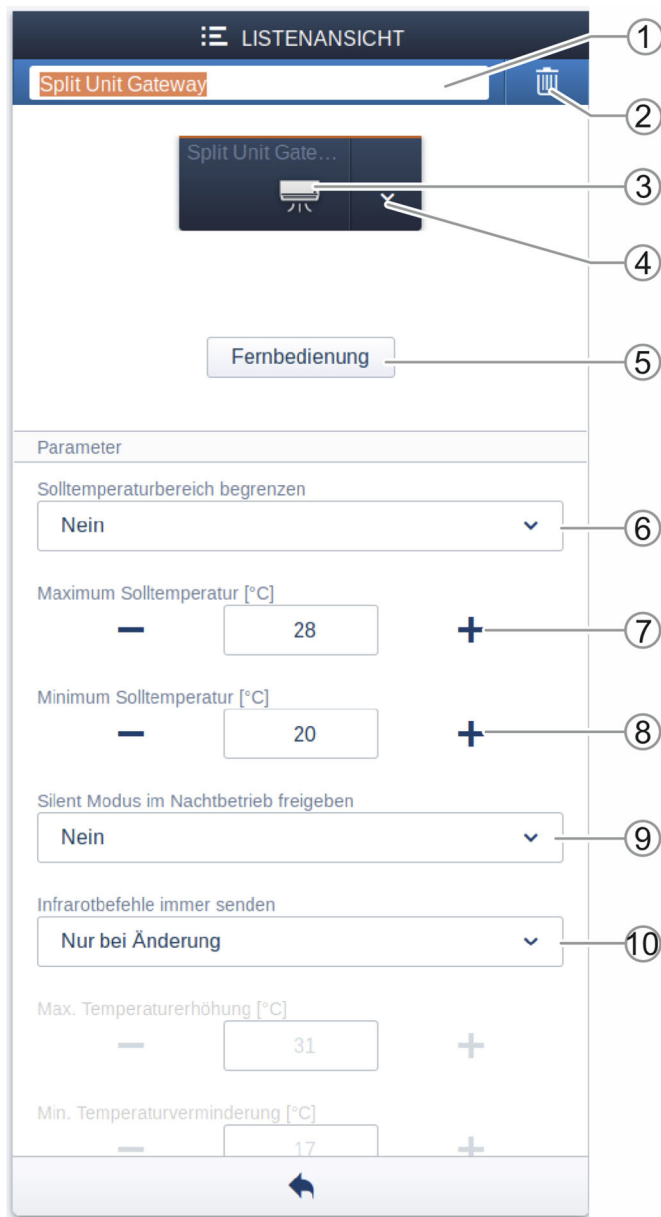 LISTENANSICHT
1
Split Unit Gateway
2
Split Unit Gate...
3
4
Fernbedienung
5
Parameter
Solltemperaturbereich begrenzen
Nein
6
Maximum Solltemperatur [°C]
28
7
Minimum Solltemperatur [°C]
20
8
Silent Modus im Nachtbetrieb freigeben
Nein
9
Infrarotbefehle immer senden
Nur bei Änderung
10
Max. Temperaturerhöhung [°C]
31
Min. Temperaturverminderung [°C]
17